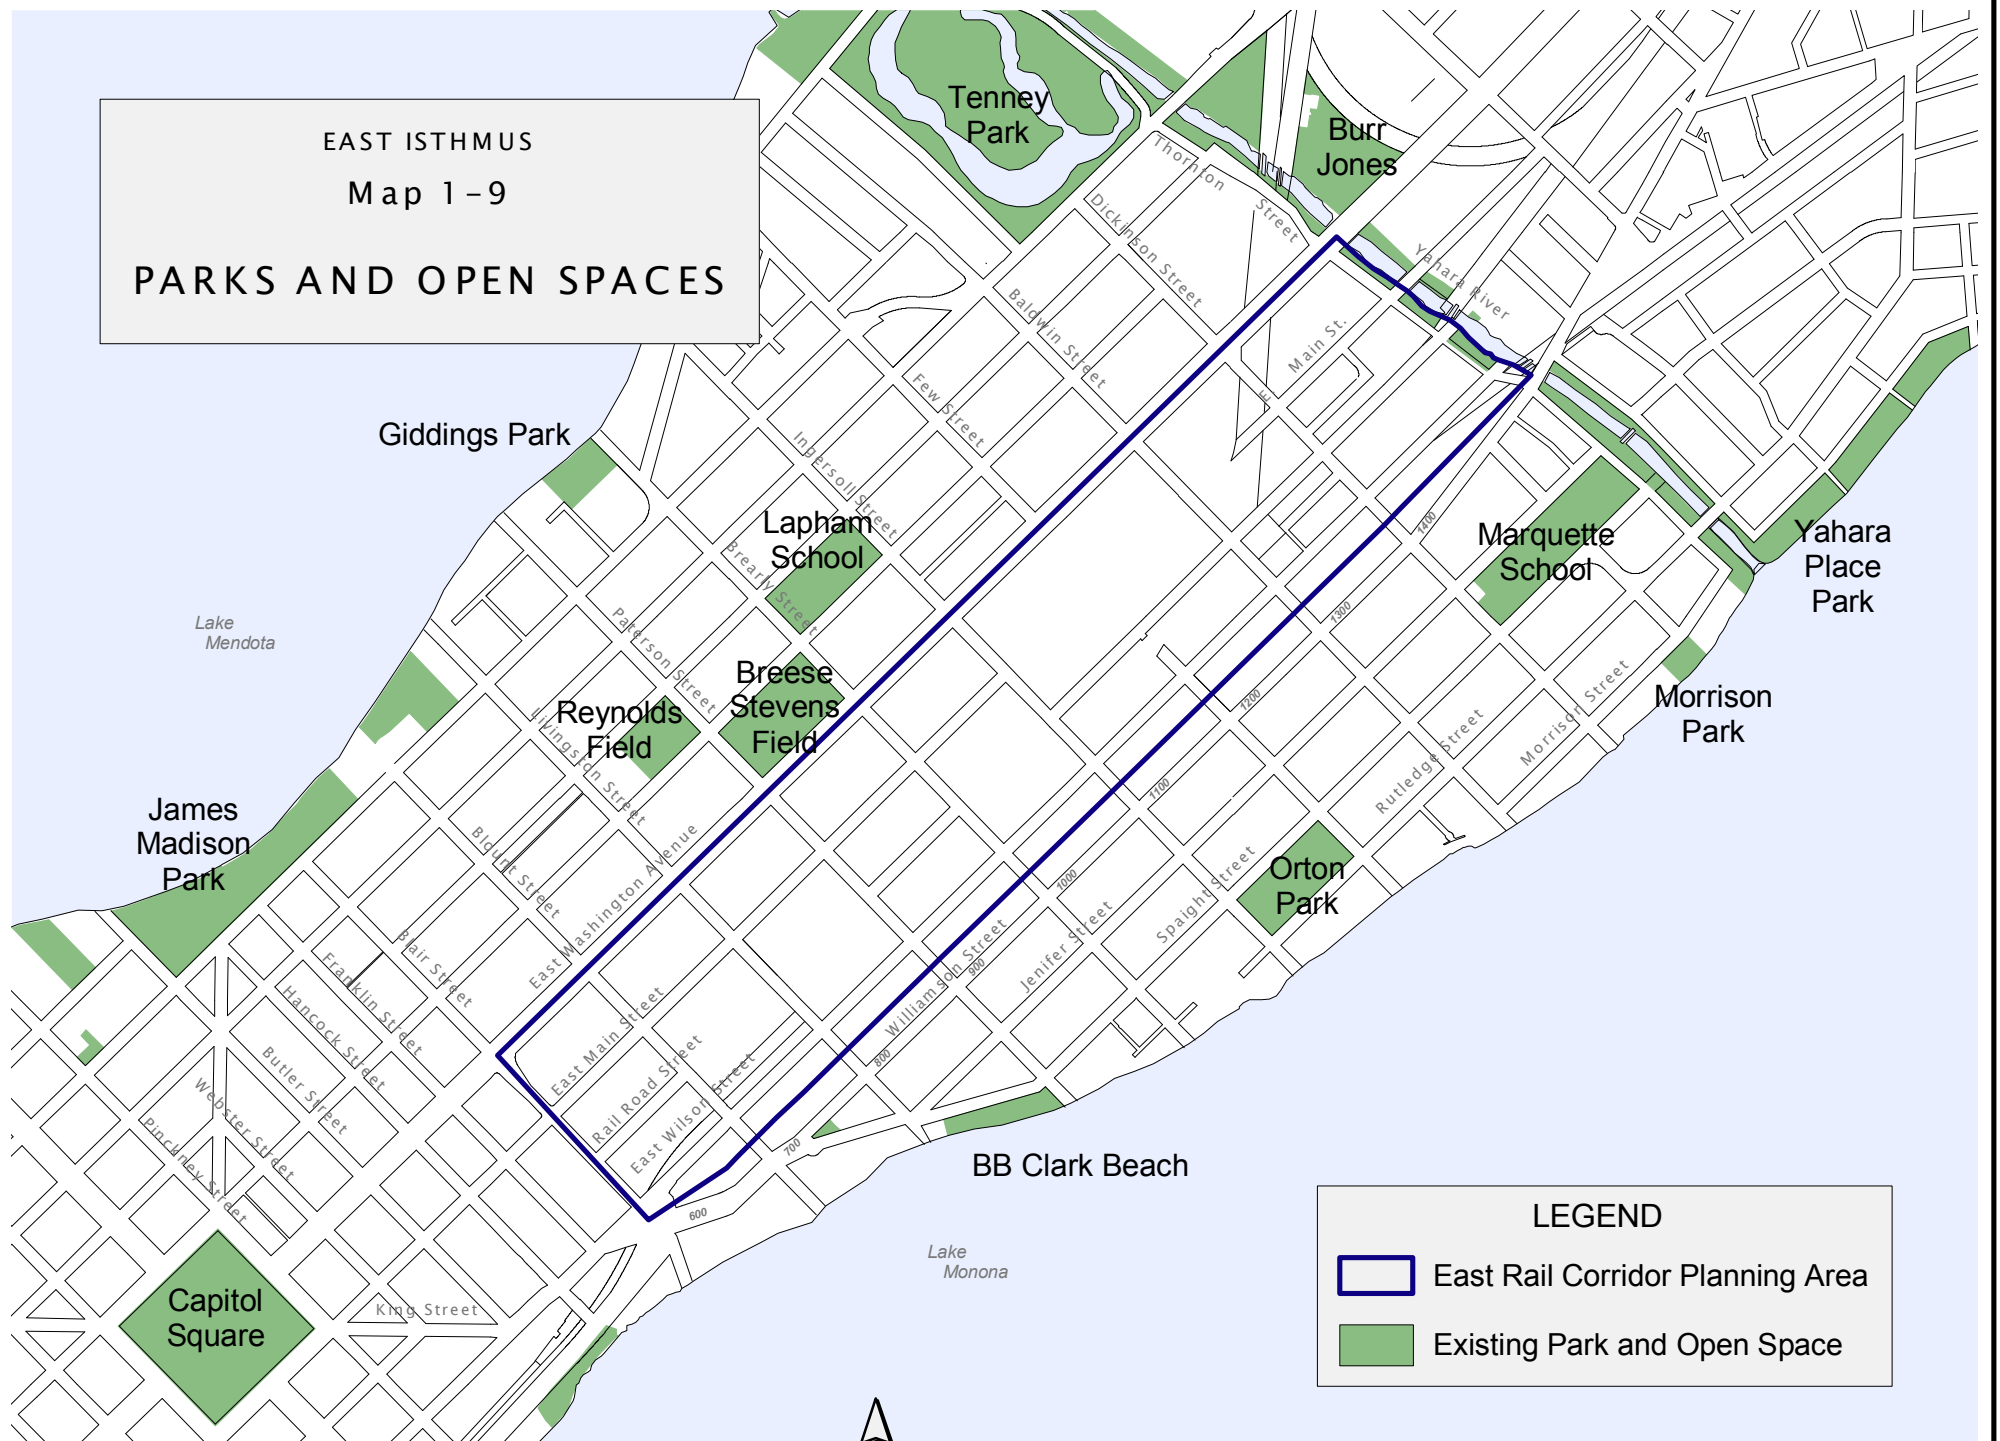 EAST ISTHMUS
Map 1-9
PARKS AND OPEN SPACES
Tenney
Park
Burr
Jones
Thornton
Street
Dickinson Street
Yahara River
Baldwin Street
E
Main St.
Few Street
Giddings Park
Ingersoll Street
Lapham
School
Brearly Street
1400
Marquette
School
Yahara
Place
Park
Lake
Mendota
Paterson Street
1300
Breese
Stevens
Field
Reynolds
Field
Livingston Street
1200
Morrison Street
Morrison
Park
Rutledge Street
James
Madison
Park
Blount Street
East Washington Avenue
1100
Orton
Park
1000
Spaight Street
Blair Street
Franklin Street
Hancock Street
Butler Street
Webster Street
Pinckney Street
East Main Street
Rail Road Street
East Wilson Street
Williamson Street
900
Jenifer Street
800
700
600
BB Clark Beach
Lake
Monona
Capitol
Square
King Street
LEGEND
East Rail Corridor Planning Area
Existing Park and Open Space